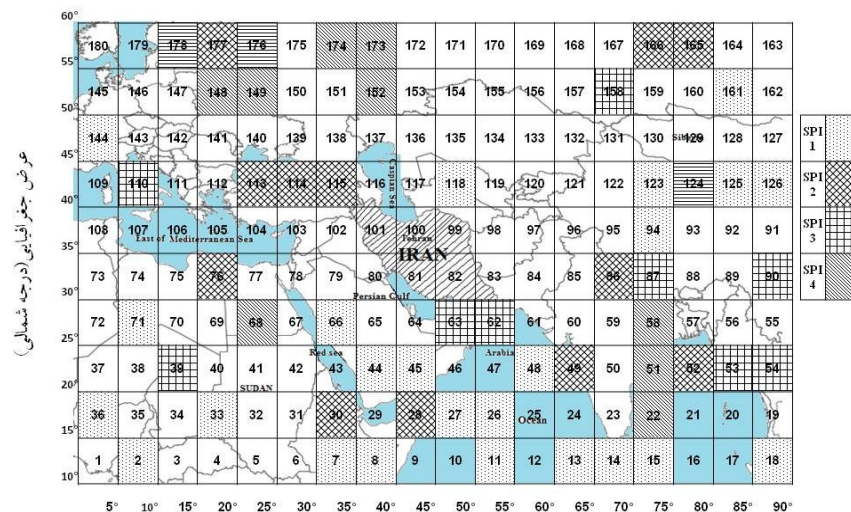 60°
180 179 178 177 176 175 174 173 172 171 170 169 168 167 166 165 164 163
55°
145 146 147 148 149 150 151 152 153 154 155 156 157 158 159 160 161 162
50°
144 143 142 141 140 139 138 137 136 135 134 133 132 131 130 129 128 127
45°
109 110 111 112 113 114 115 116 117 118 119 120 121 122 123 124 125 126
Caspian Sea
40°
108 107 106 105 104 103 102 101 100 99 98 97 96 95 94 93 92 91
East of Mediterranean Sea
Tehran
IRAN
35°
73 74 75 76 77 78 79 80 81 82 83 84 85 86 87 88 89 90
Persian Gulf
30°
72 71 70 69 68 67 66 65 64 63 62 61 60 59 58 57 56 55
Red sea
Arabia
25°
37 38 39 40 41 42 43 44 45 46 47 48 49 50 51 52 53 54
SUDAN
20°
36 35 34 33 32 31 30 29 28 27 26 25 24 23 22 21 20 19
Ocean
15°
1 2 3 4 5 6 7 8 9 10 11 12 13 14 15 16 17 18
10°
5° 10° 15° 20° 25° 30° 35° 40° 45° 50° 55° 60° 65° 70° 75° 80° 85° 90°
عرض جغرافیایی (درجه شمالی)
SPI
1
SPI
2
SPI
3
SPI
4